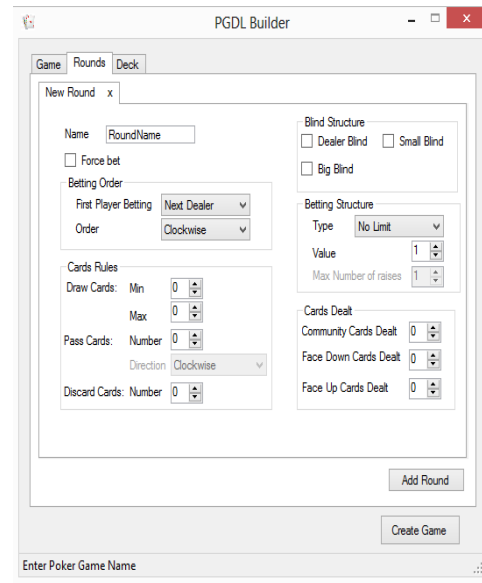 PGDL Builder
Game Rounds Deck
New Round x
Name RoundName
Force bet
Betting Order
First Player Betting Next Dealer
Order Clockwise
Cards Rules
Draw Cards: Min 0
Max 0
Pass Cards: Number 0
Direction Clockwise
Discard Cards: Number 0
Blind Structure
Dealer Blind Small Blind
Big Blind
Betting Structure
Type No Limit
Value 1
Max Number of raises 1
Cards Dealt
Community Cards Dealt 0
Face Down Cards Dealt 0
Face Up Cards Dealt 0
Add Round
Create Game
Enter Poker Game Name